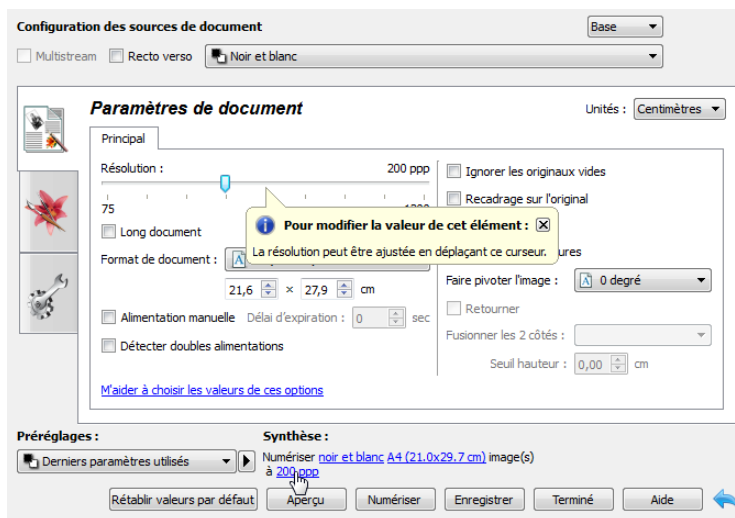 Configuration des sources de document
Base
Multistream
Recto verso
Noir et blanc
Paramètres de document
Unités :
Centimètres
Principal
Résolution :
200 ppp
75
Ignorer les originaux vides
Recadrage sur l'original
Pour modifier la valeur de cet élément :
La résolution peut être ajustée en déplaçant ce curseur.
Long document
Format de document :
21,6 × 27,9 cm
Alimentation manuelle
Délai d'expiration : 0 sec
Détecter doubles alimentations
Faire pivoter l'image :
0 degré
Retourner
Fusionner les 2 côtés :
Seuil hauteur : 0,00 cm
M'aider à choisir les valeurs de ces options
Préréglages :
Derniers paramètres utilisés
Synthèse :
Numériser noir et blanc A4 (21.0x29.7 cm) image(s)
à 200 ppp
Rétablir valeurs par défaut
Aperçu
Numériser
Enregistrer
Terminé
Aide